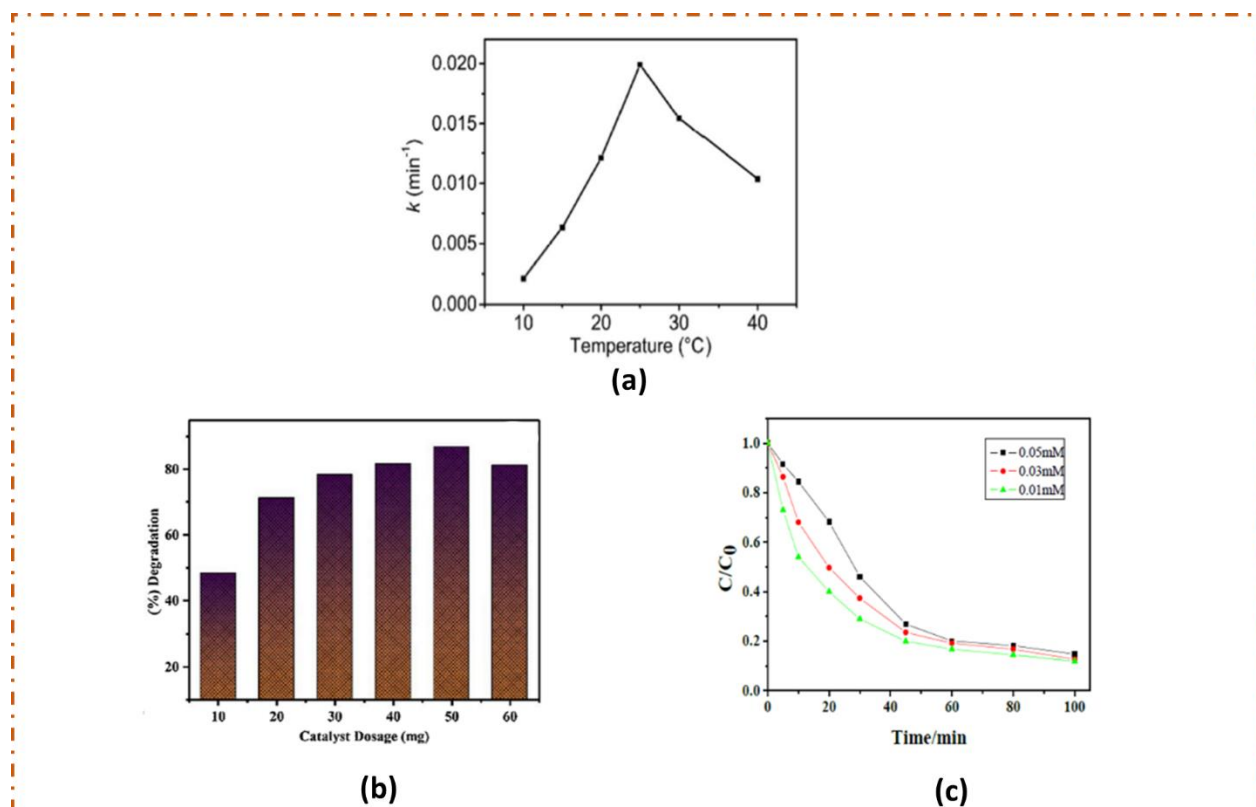 0.020
0.015
0.010
0.005
0.000
k (min⁻¹)
10 20 30 40
Temperature (°C)
(a)
80
60
40
20
(%) Degradation
10 20 30 40 50 60
Catalyst Dosage (mg)
(b)
1.0
0.8
0.6
0.4
0.2
0.0
C/C₀
0.05mM
0.03mM
0.01mM
0 20 40 60 80 100
Time/min
(c)